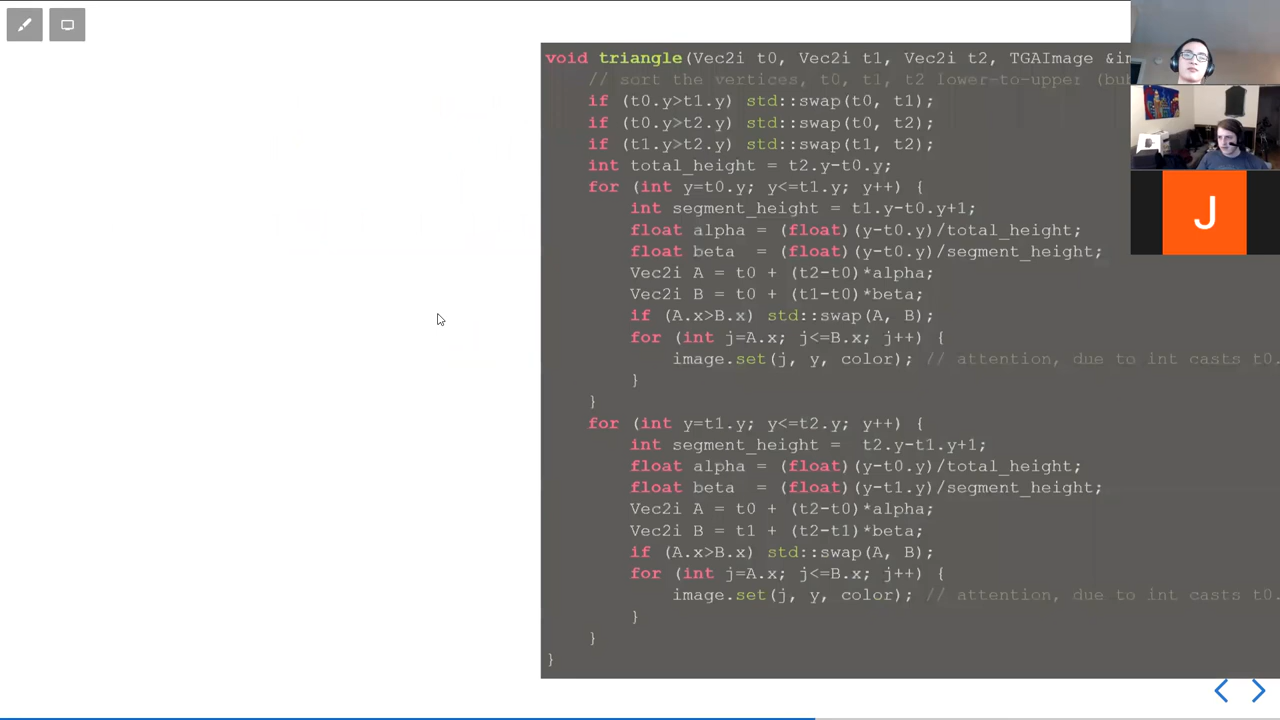 void triangle(Vec2i t0, Vec2i t1, Vec2i t2, TGAImage
// sort the vertices, t0, t1, t2 lower-to-upper
if (t0.y>t1.y) std::swap(t0, t1);
if (t0.y>t2.y) std::swap(t0, t2);
if (t1.y>t2.y) std::swap(t1, t2);
int total_height = t2.y-t0.y;
for (int y=t0.y; y<=t1.y; y++) {
int segment_height = t1.y-t0.y+1;
float alpha = (float)(y-t0.y)/total_height;
float beta  = (float)(y-t0.y)/segment_height;
Vec2i A = t0 + (t2-t0)*alpha;
Vec2i B = t0 + (t1-t0)*beta;
if (A.x>B.x) std::swap(A, B);
for (int j=A.x; j<=B.x; j++) {
image.set(j, y, color); // attention, due to int casts t0.
}
}
for (int y=t1.y; y<=t2.y; y++) {
int segment_height =  t2.y-t1.y+1;
float alpha = (float)(y-t0.y)/total_height;
float beta  = (float)(y-t1.y)/segment_height;
Vec2i A = t0 + (t2-t0)*alpha;
Vec2i B = t1 + (t2-t1)*beta;
if (A.x>B.x) std::swap(A, B);
for (int j=A.x; j<=B.x; j++) {
image.set(j, y, color); // attention, due to int casts t0.
}
}
}
J